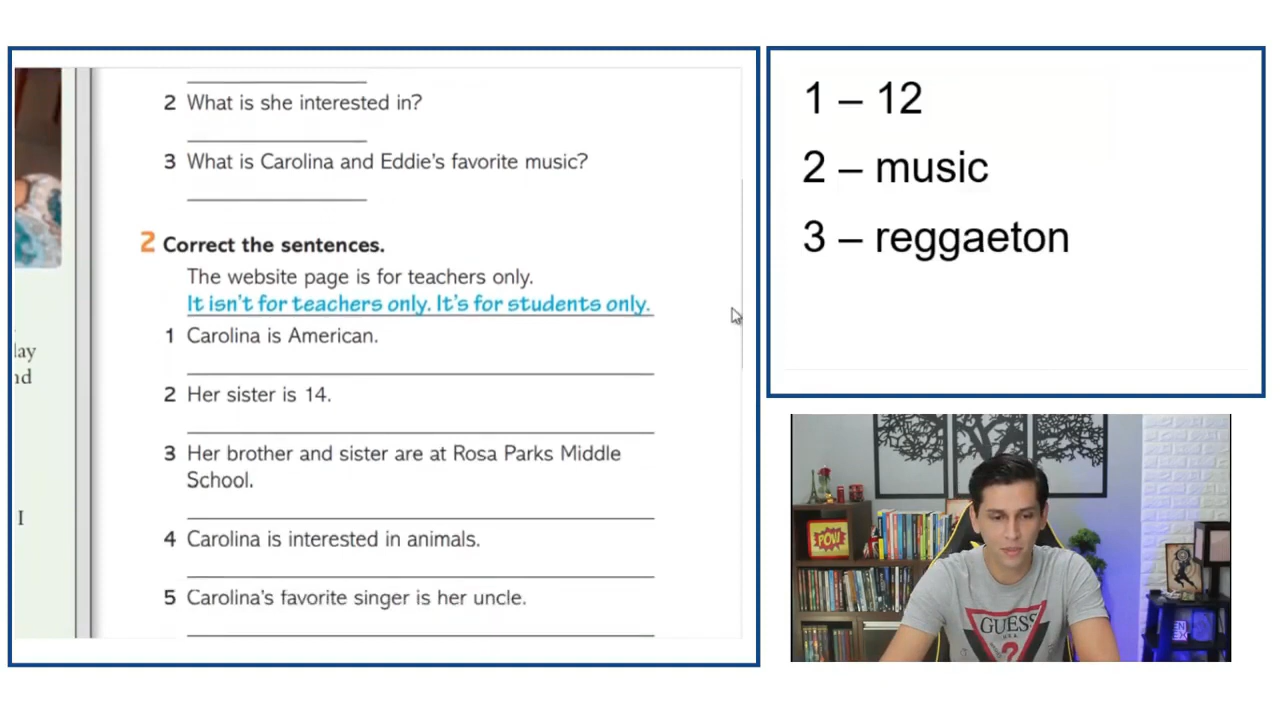 2 What is she interested in?
3 What is Carolina and Eddie's favorite music?
2 Correct the sentences.
The website page is for teachers only.
It isn't for teachers only. It's for students only.
1 Carolina is American.
2 Her sister is 14.
3 Her brother and sister are at Rosa Parks Middle
School.
4 Carolina is interested in animals.
5 Carolina's favorite singer is her uncle.
I
1 – 12
2 – music
3 – reggaeton
POW
GUESS
U.S.A.
?